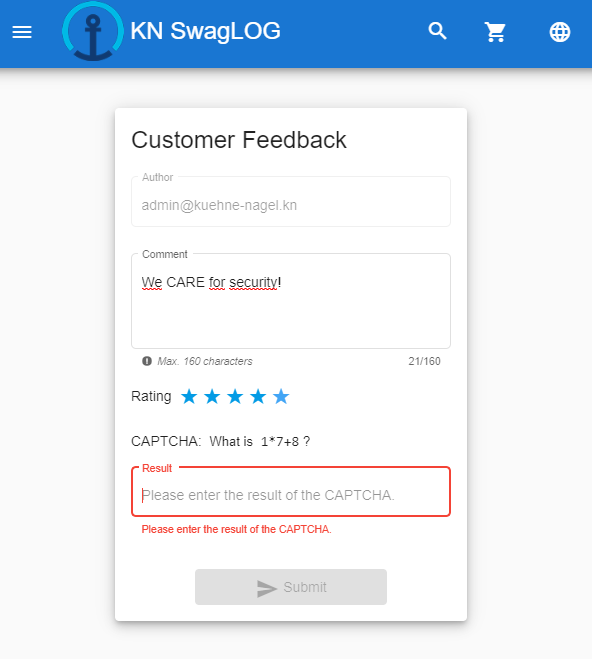 KN SwagLOG
Customer Feedback
Author
admin@kuehne-nagel.kn
Comment
We CARE for security!
Max. 160 characters 21/160
Rating
CAPTCHA: What is 1*7+8 ?
Result
Please enter the result of the CAPTCHA.
Please enter the result of the CAPTCHA.
Submit